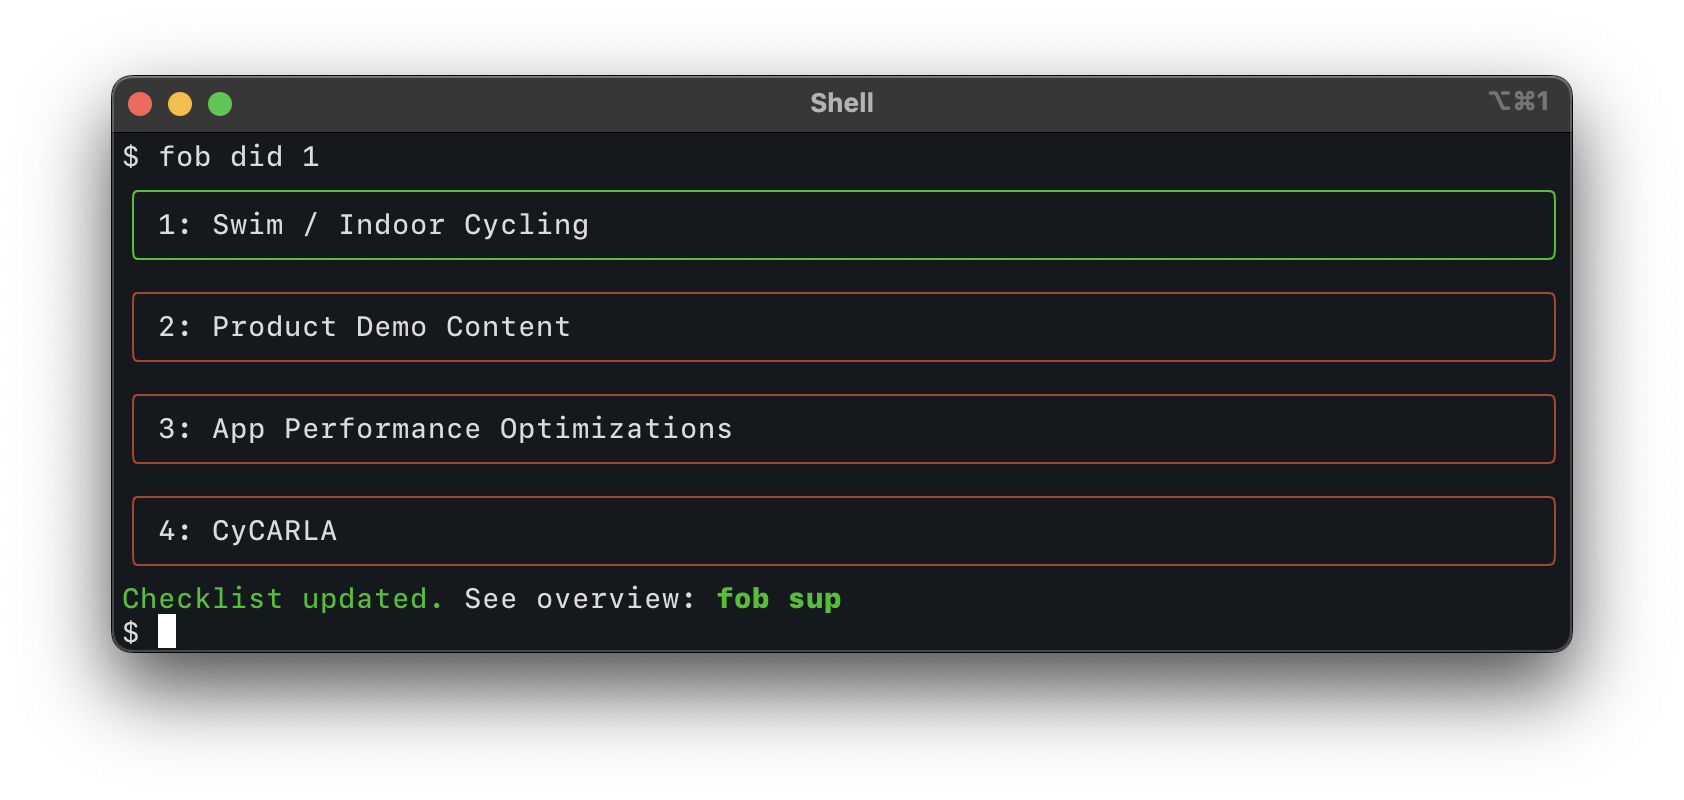 Shell
⌥⌘1
$ fob did 1
1: Swim / Indoor Cycling
2: Product Demo Content
3: App Performance Optimizations
4: CyCARLA
Checklist updated. See overview: fob sup
$